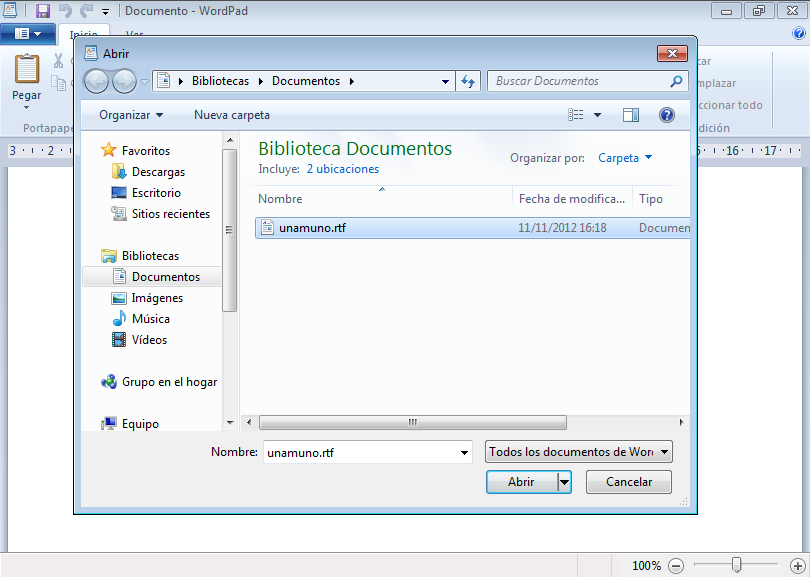 Documento - WordPad
Inicio Ver
Pegar
Portapape
car
mplazar
ccionar todo
dición
3 2
16 17
Abrir
Bibliotecas Documentos
Buscar Documentos
Organizar Nueva carpeta
Favoritos
Descargas
Escritorio
Sitios recientes
Bibliotecas
Documentos
Imágenes
Música
Vídeos
Grupo en el hogar
Equipo
Biblioteca Documentos
Incluye: 2 ubicaciones
Organizar por: Carpeta
Nombre Fecha de modifica... Tipo
unamuno.rtf 11/11/2012 16:18 Documen
Nombre: unamuno.rtf
Todos los documentos de Wor
Abrir Cancelar
100%